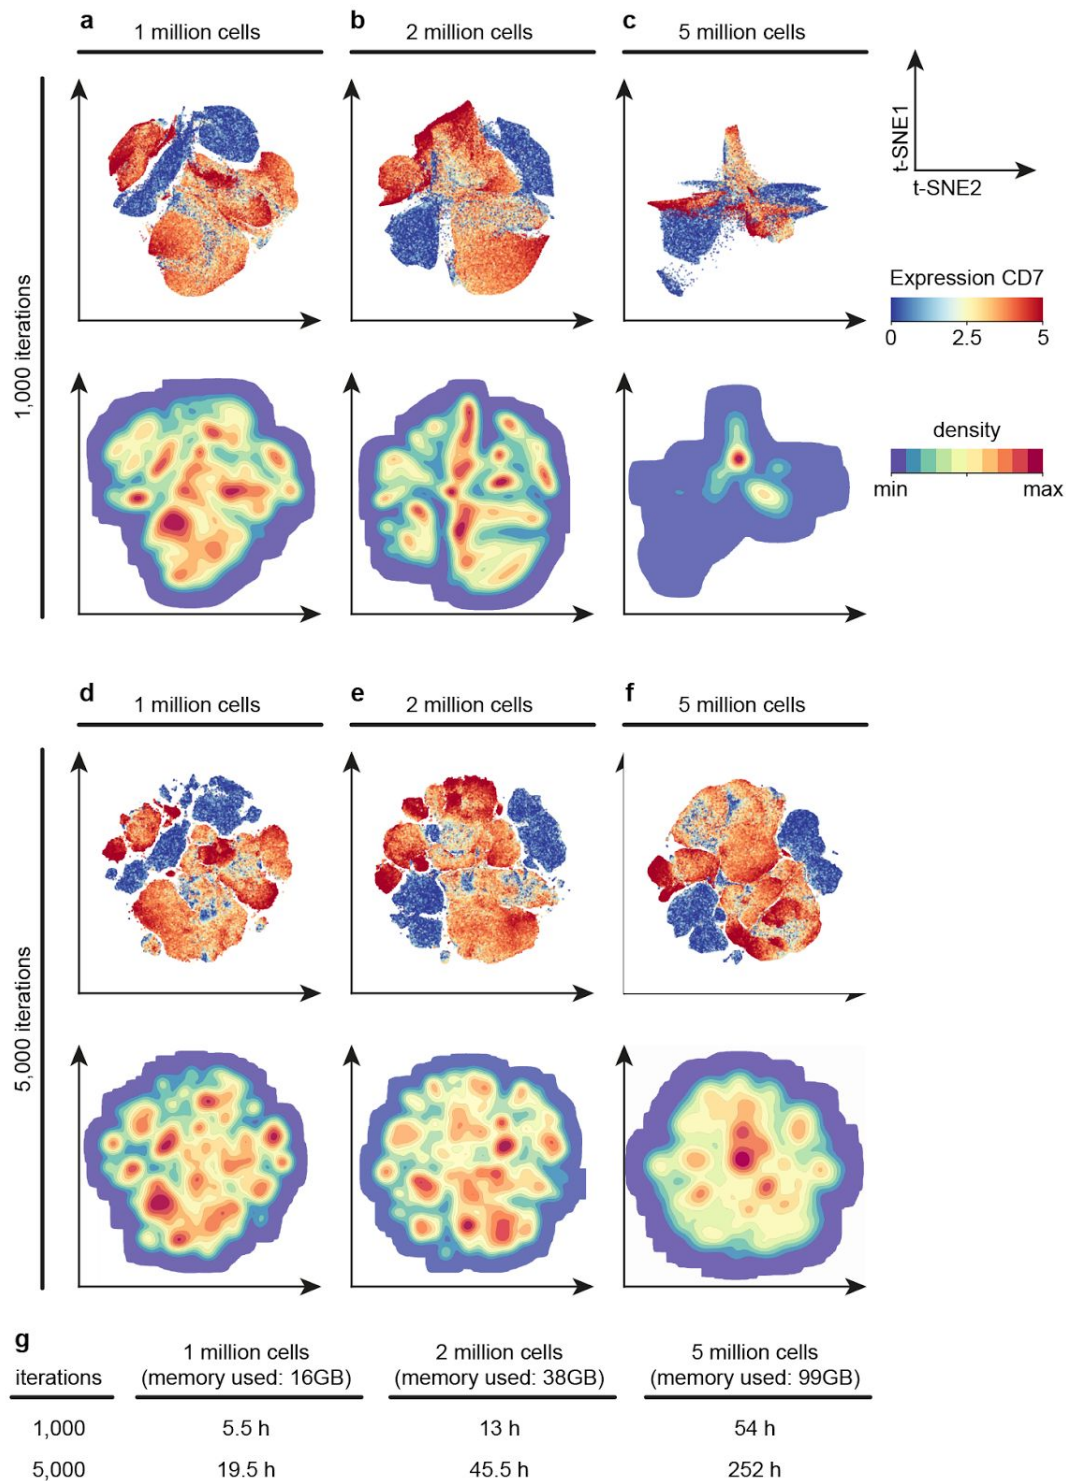 a
1 million cells
b
2 million cells
c
5 million cells
t-SNE1
t-SNE2
1,000 iterations
Expression CD7
0 2.5 5
density
min max
d
1 million cells
e
2 million cells
f
5 million cells
5,000 iterations
g
iterations
1 million cells
(memory used: 16GB)
2 million cells
(memory used: 38GB)
5 million cells
(memory used: 99GB)
1,000 5.5 h 13 h 54 h
5,000 19.5 h 45.5 h 252 h